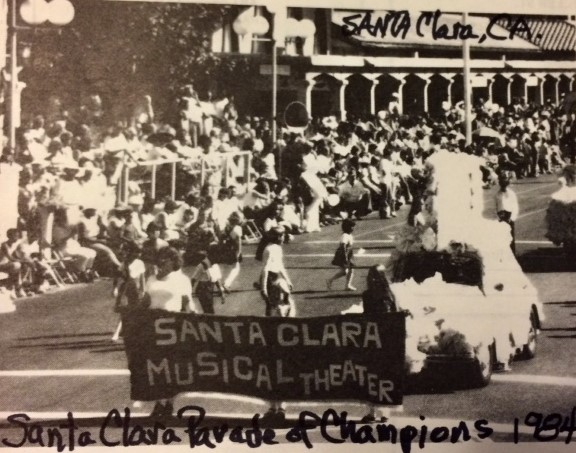 SANTA Clara, CA.
SANTA CLARA
MUSICAL THEATER
Santa Clara Parade of Champions 1984